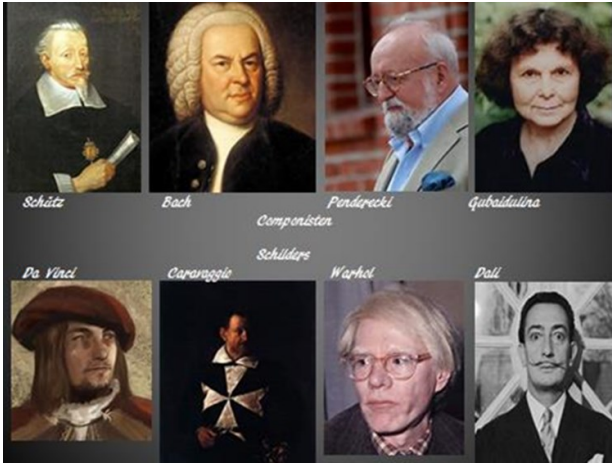 Schütz Bach Penderecki Gubaidulina
Componisten
Schilders
Da Vinci Caravaggio Warhol Dali